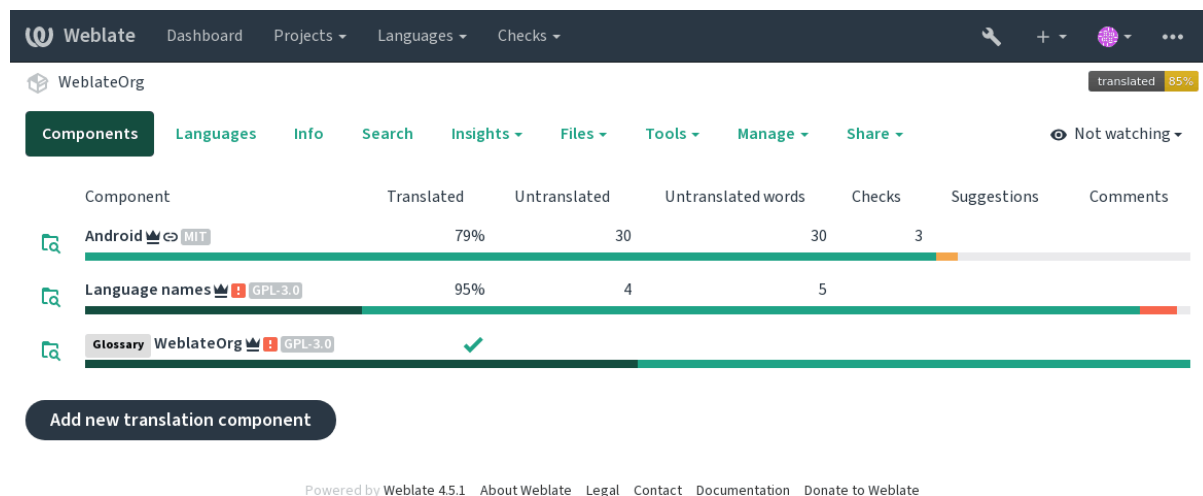 Weblate Dashboard Projects Languages Checks
WeblateOrg translated 85%
Components Languages Info Search Insights Files Tools Manage Share Not watching
Component Translated Untranslated Untranslated words Checks Suggestions Comments
Android MIT 79% 30 30 3
Language names GPL-3.0 95% 4 5
Glossary WeblateOrg GPL-3.0
Add new translation component
Powered by Weblate 4.5.1 About Weblate Legal Contact Documentation Donate to Weblate